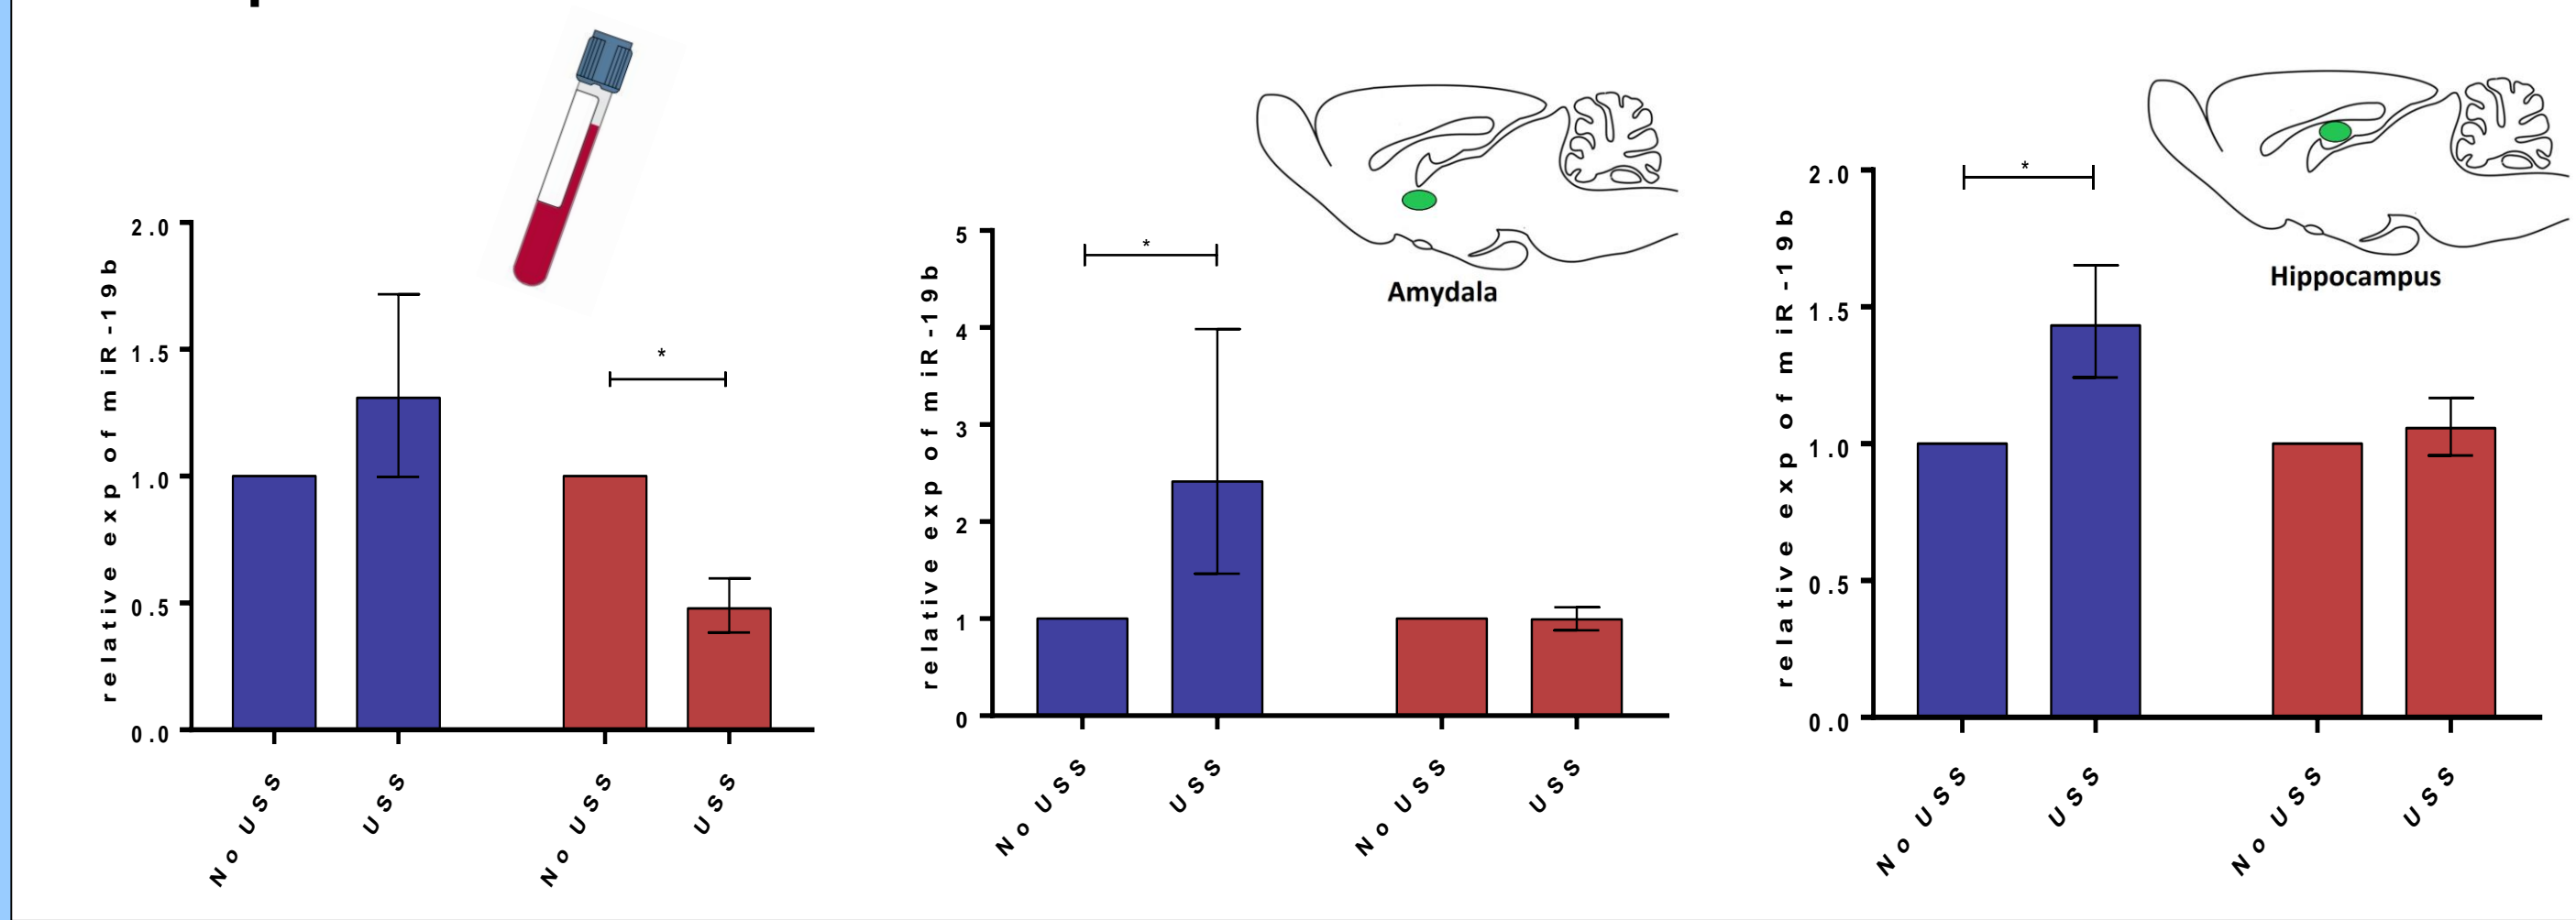 relative exp of miR-19b
2.0
1.5
1.0
0.5
0.0
*
No USS
USS
No USS
USS
relative exp of miR-19b
5
4
3
2
1
0
*
Amydala
No USS
USS
No USS
USS
relative exp of miR-19b
2.0
1.5
1.0
0.5
0.0
*
Hippocampus
No USS
USS
No USS
USS